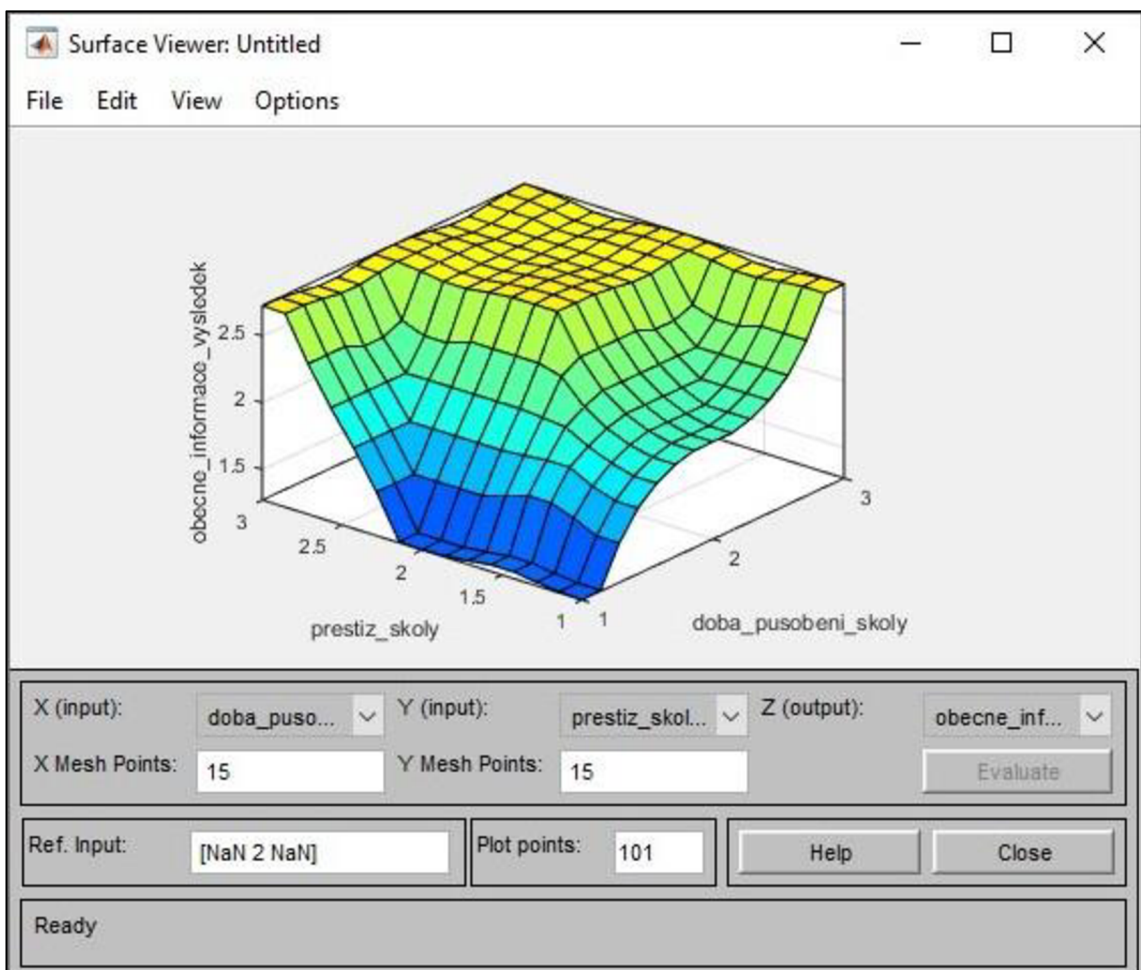 Surface Viewer: Untitled
File Edit View Options
obecne_informace_vysledek
2.5
2
1.5
3
2.5
2
1.5
1
prestiz_skoly
1
2
3
doba_pusobeni_skoly
X (input): doba_puso... Y (input): prestiz_skol... Z (output): obecne_inf...
X Mesh Points: 15 Y Mesh Points: 15 Evaluate
Ref. Input: [NaN 2 NaN] Plot points: 101 Help Close
Ready